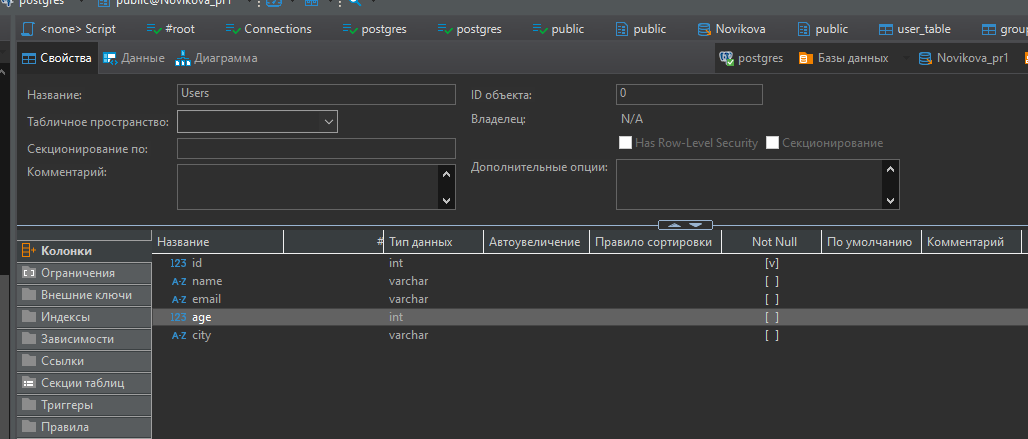 postgres public@Novikova_pr1
<none> Script #root Connections postgres postgres public public Novikova public user_table group
Свойства Данные Диаграмма postgres Базы данных Novikova_pr1
Название: Users ID объекта: 0
Табличное пространство: Владелец: N/A
Has Row-Level Security Секционирование
Секционирование по:
Комментарий: Дополнительные опции:
Колонки Название # Тип данных Автоувеличение Правило сортировки Not Null По умолчанию Комментарий
123 id int [v]
Ограничения
A-Z name varchar [ ]
Внешние ключи
A-Z email varchar [ ]
Индексы
123 age int [ ]
Зависимости
A-Z city varchar [ ]
Ссылки
Секции таблиц
Триггеры
Правила